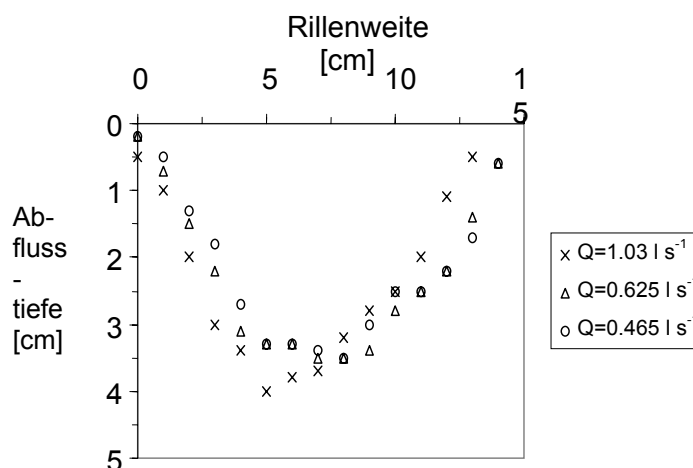 Rillenweite
[cm]
0 5 10 1
5
0
1
2
3
4
5
Ab-
fluss
-
tiefe
[cm]
× Q=1.03 l s⁻¹
△ Q=0.625 l s⁻¹
○ Q=0.465 l s⁻¹